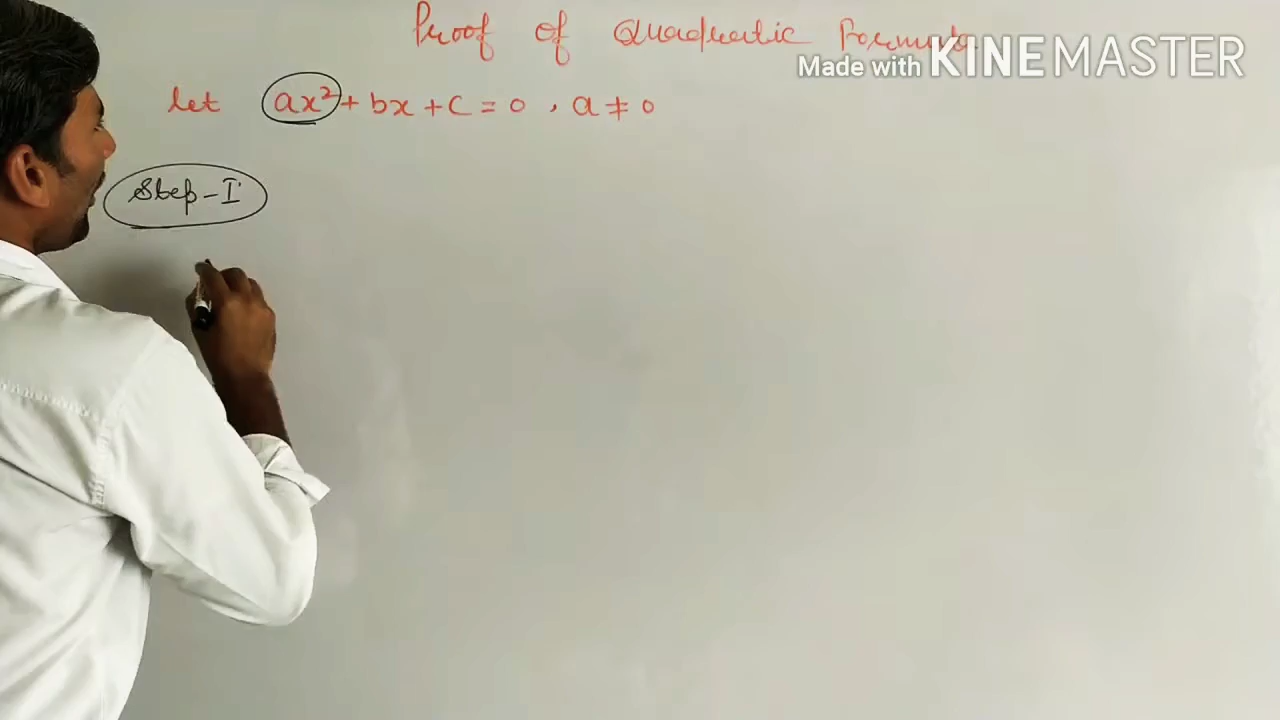 Proof of Quadratic Formula
Made with KINEMASTER
let ax² + bx + c = 0 , a ≠ 0
Step - I